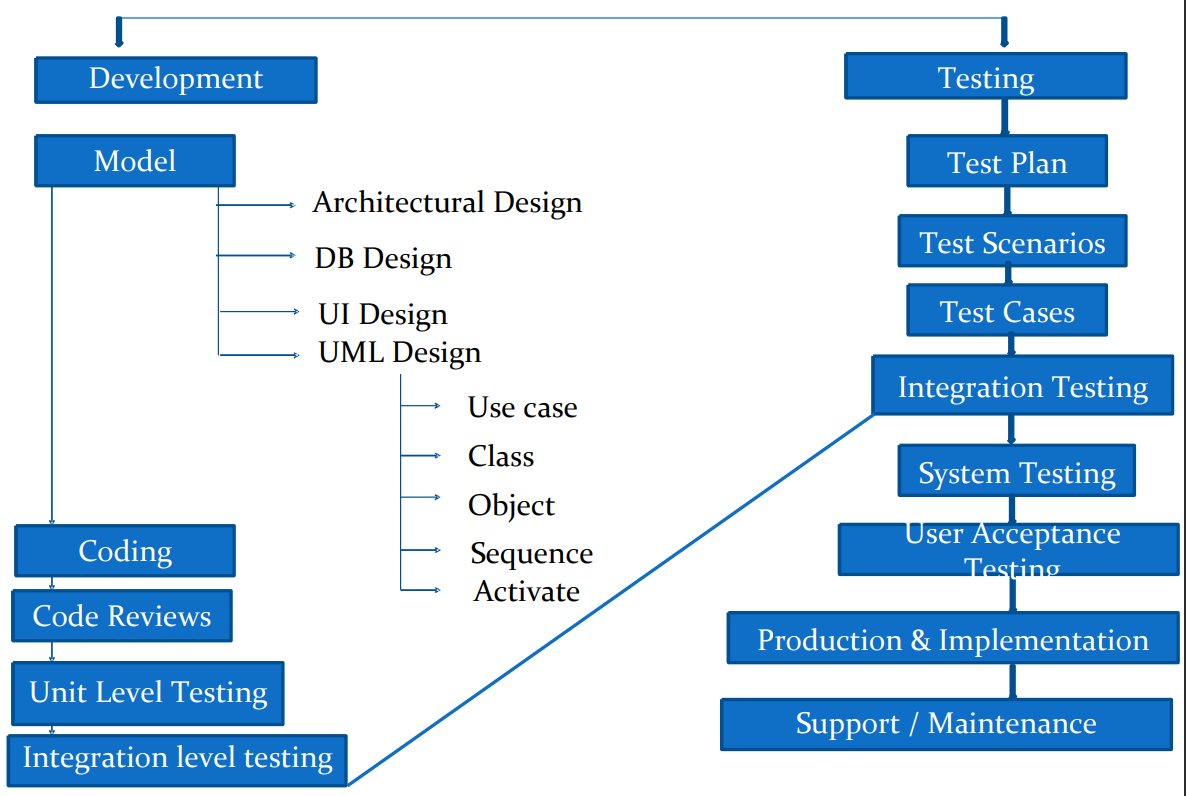 Development
Testing
Model
Test Plan
Architectural Design
Test Scenarios
DB Design
UI Design
Test Cases
UML Design
Integration Testing
Use case
Class
System Testing
Object
User Acceptance
Testing
Coding
Sequence
Activate
Code Reviews
Production & Implementation
Unit Level Testing
Support / Maintenance
Integration level testing